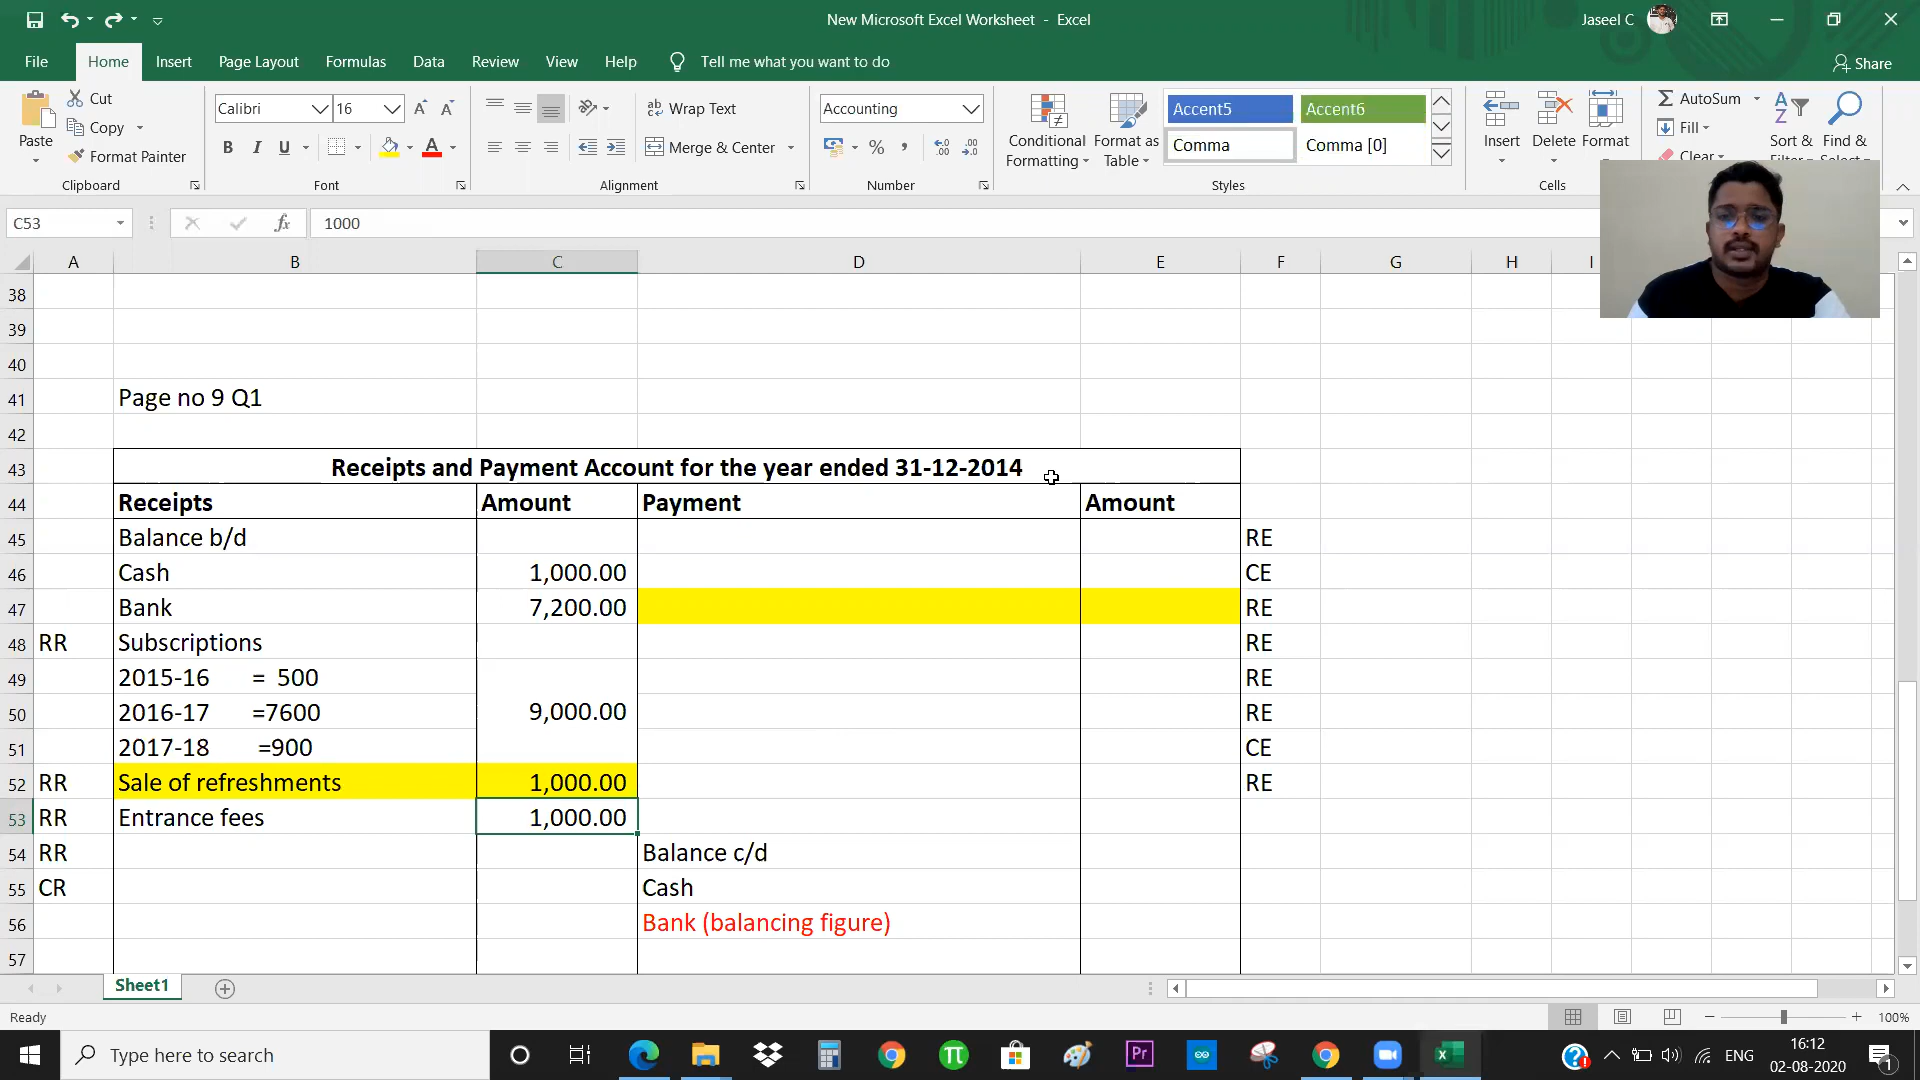 New Microsoft Excel Worksheet - Excel
Jaseel C
File Home Insert Page Layout Formulas Data Review View Help Tell me what you want to do
Share
Paste
Cut
Copy
Format Painter
Clipboard
Calibri 16
B I U
Font
Wrap Text
Merge & Center
Alignment
Accounting
Number
Conditional Formatting
Format as Table
Accent5 Accent6
Comma Comma [0]
Styles
Insert Delete Format
Cells
AutoSum
Fill
Clear
Sort &
Find &
C53 fx 1000
A B C D E F G H I
38
39
40
41 Page no 9 Q1
42
43 Receipts and Payment Account for the year ended 31-12-2014
44 Receipts Amount Payment Amount
45 Balance b/d RE
46 Cash 1,000.00 CE
47 Bank 7,200.00 RE
48 RR Subscriptions RE
49 2015-16 = 500 RE
50 2016-17 =7600 9,000.00 RE
51 2017-18 =900 CE
52 RR Sale of refreshments 1,000.00 RE
53 RR Entrance fees 1,000.00
54 RR Balance c/d
55 CR Cash
56 Bank (balancing figure)
57
Sheet1
Ready
100%
Type here to search
Pr
ENG
16:12
02-08-2020
1